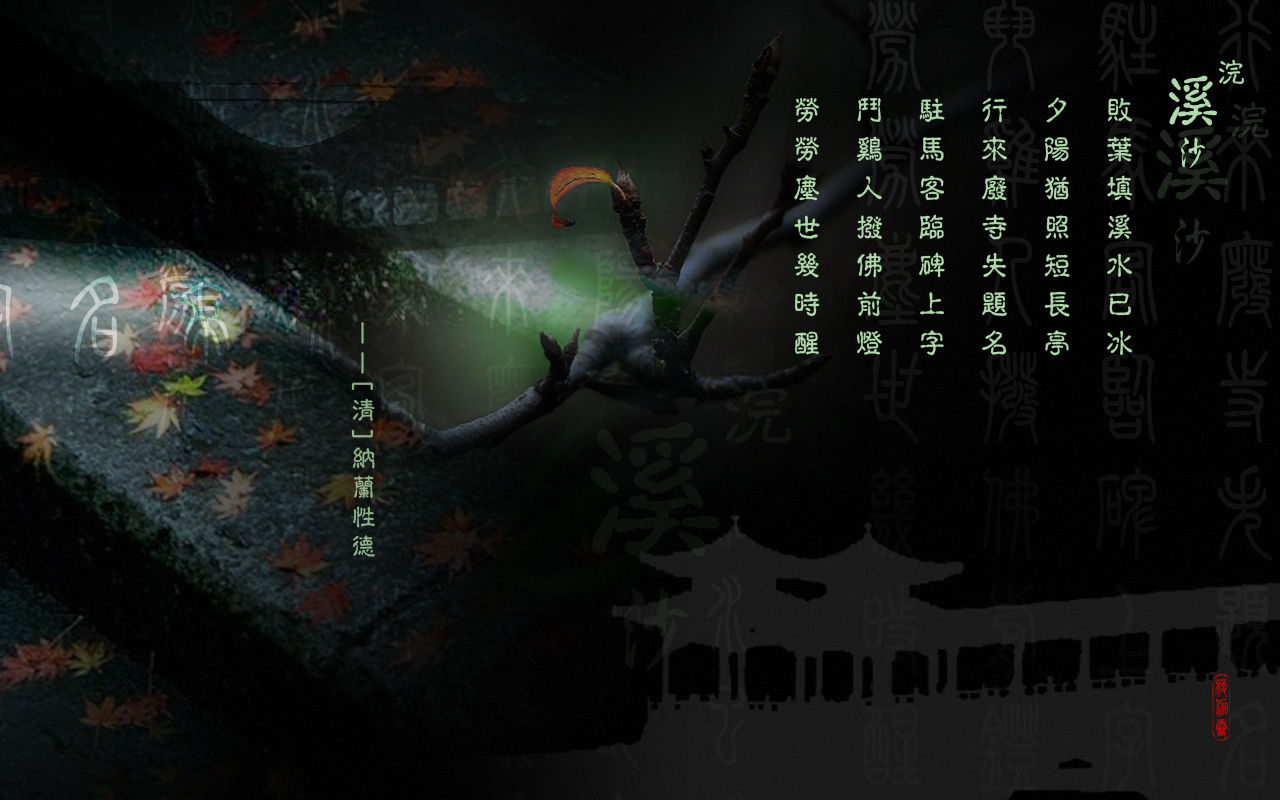 浣溪沙
敗葉填溪水已冰
夕陽猶照短長亭
行來廢寺失題名
駐馬客臨碑上字
鬥鷄人撥佛前燈
勞勞塵世幾時醒
——[清]納蘭性德